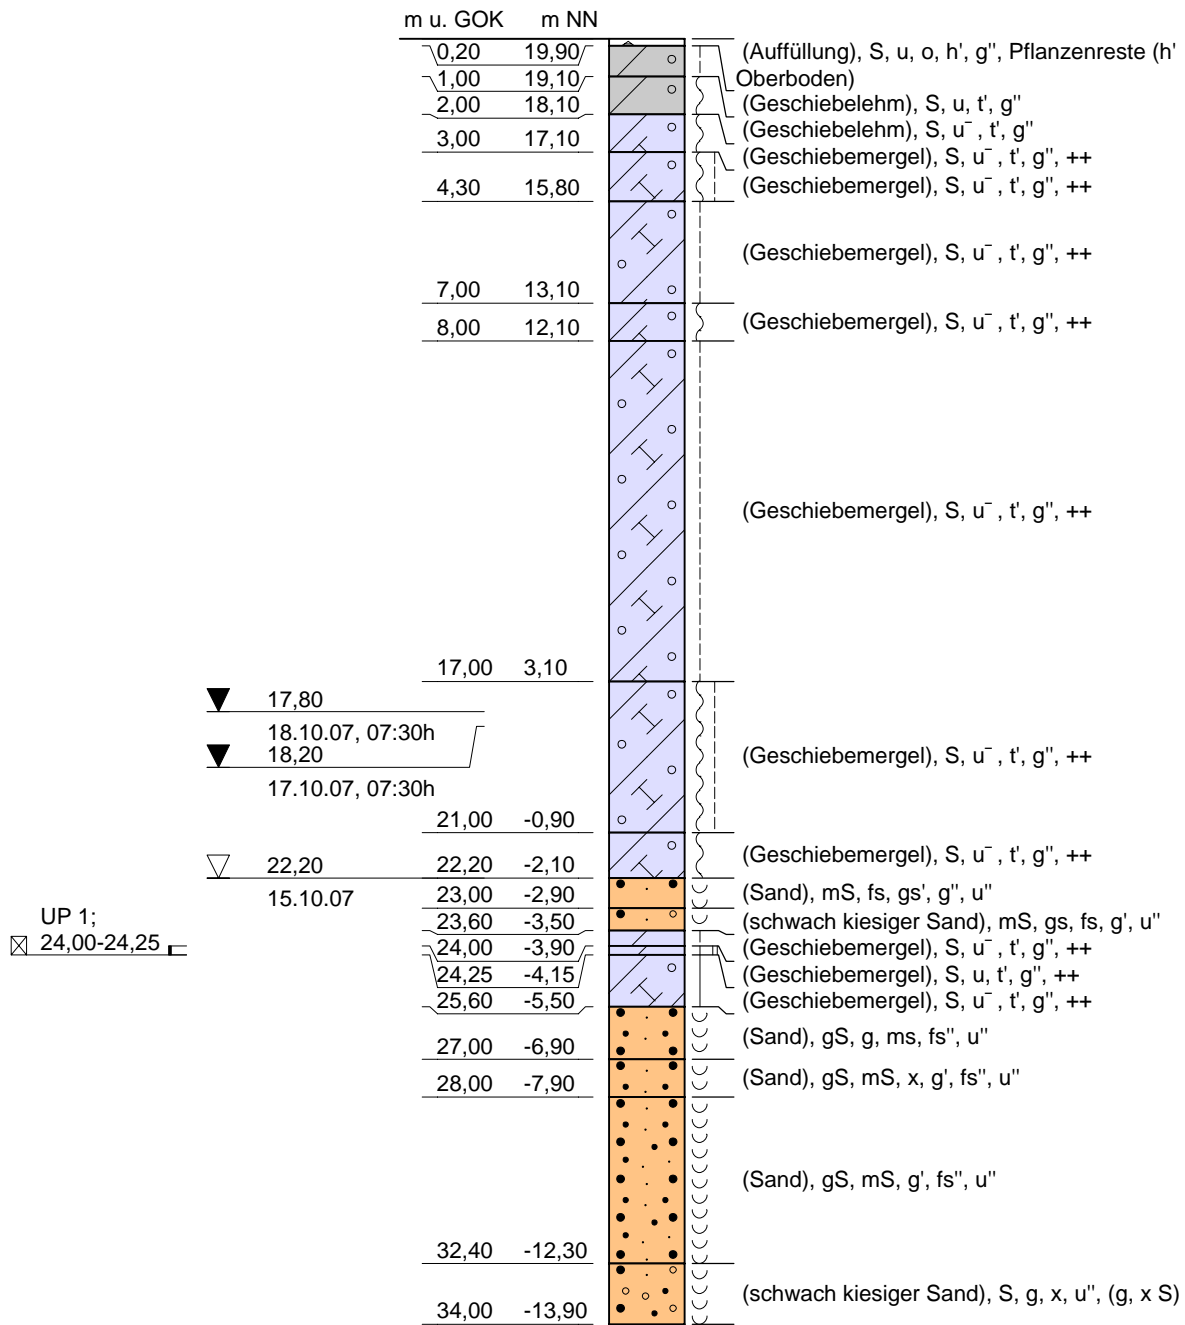 m u. GOK m NN
0,20 19,90 (Auffüllung), S, u, o, h', g'', Pflanzenreste (h'
Oberboden)
1,00 19,10
2,00 18,10 (Geschiebelehm), S, u, t', g''
(Geschiebelehm), S, u¯, t', g''
3,00 17,10
(Geschiebemergel), S, u¯, t', g'', ++
4,30 15,80 (Geschiebemergel), S, u¯, t', g'', ++
(Geschiebemergel), S, u¯, t', g'', ++
7,00 13,10
8,00 12,10 (Geschiebemergel), S, u¯, t', g'', ++
(Geschiebemergel), S, u¯, t', g'', ++
17,00 3,10
17,80
18.10.07, 07:30h
18,20
17.10.07, 07:30h
(Geschiebemergel), S, u¯, t', g'', ++
21,00 -0,90
(Geschiebemergel), S, u¯, t', g'', ++
22,20 22,20 -2,10
15.10.07
23,00 -2,90 (Sand), mS, fs, gs', g'', u''
23,60 -3,50 (schwach kiesiger Sand), mS, gs, fs, g', u''
UP 1;
24,00-24,25
24,00 -3,90 (Geschiebemergel), S, u¯, t', g'', ++
24,25 -4,15 (Geschiebemergel), S, u, t', g'', ++
25,60 -5,50 (Geschiebemergel), S, u¯, t', g'', ++
(Sand), gS, g, ms, fs'', u''
27,00 -6,90
28,00 -7,90 (Sand), gS, mS, x, g', fs'', u''
(Sand), gS, mS, g', fs'', u''
32,40 -12,30
(schwach kiesiger Sand), S, g, x, u'', (g, x S)
34,00 -13,90